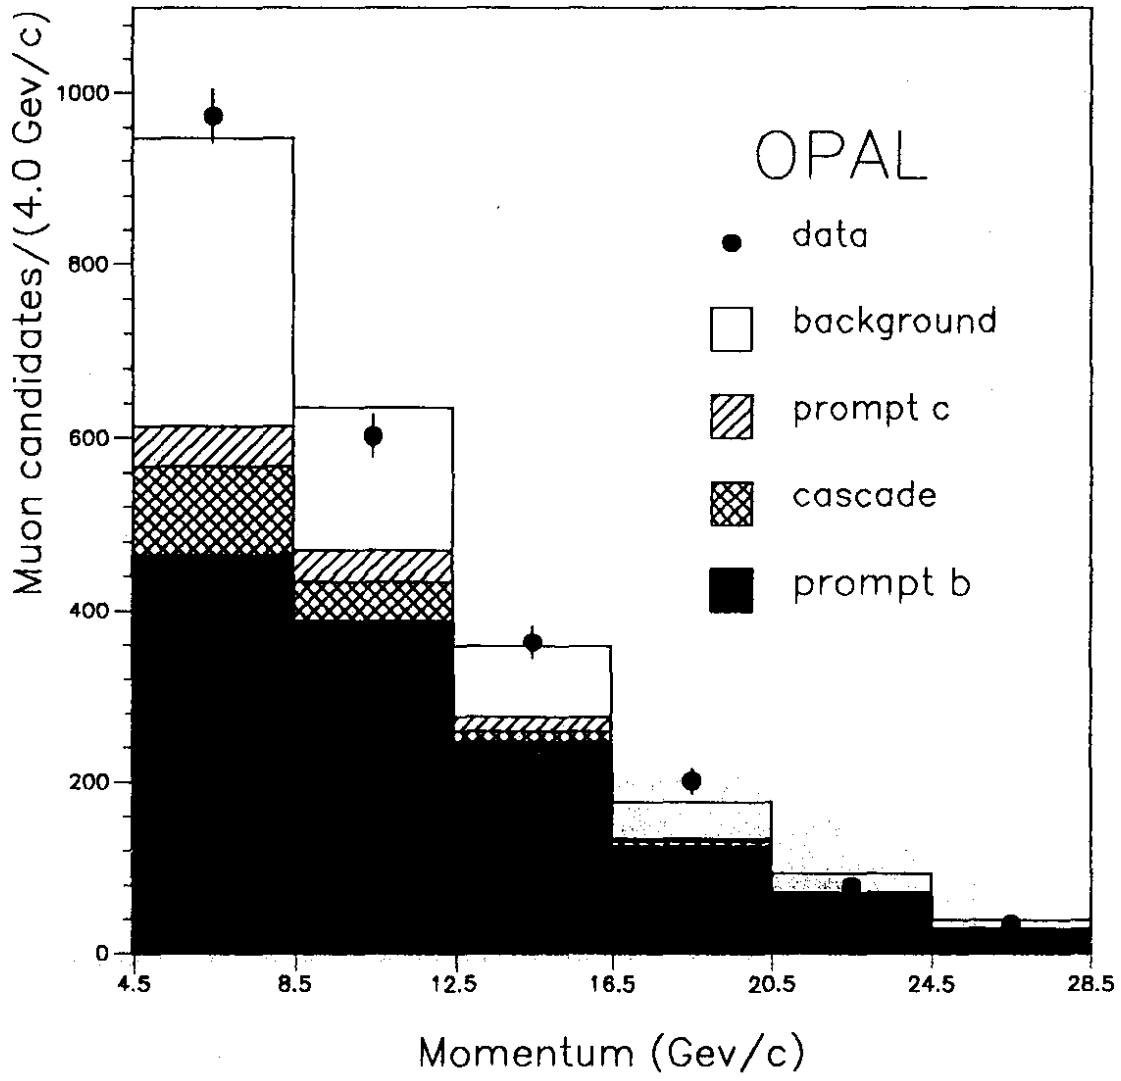 Muon candidates/(4.0 Gev/c)
1000
800
600
400
200
0
OPAL
data
background
prompt c
cascade
prompt b
4.5 8.5 12.5 16.5 20.5 24.5 28.5
Momentum (Gev/c)